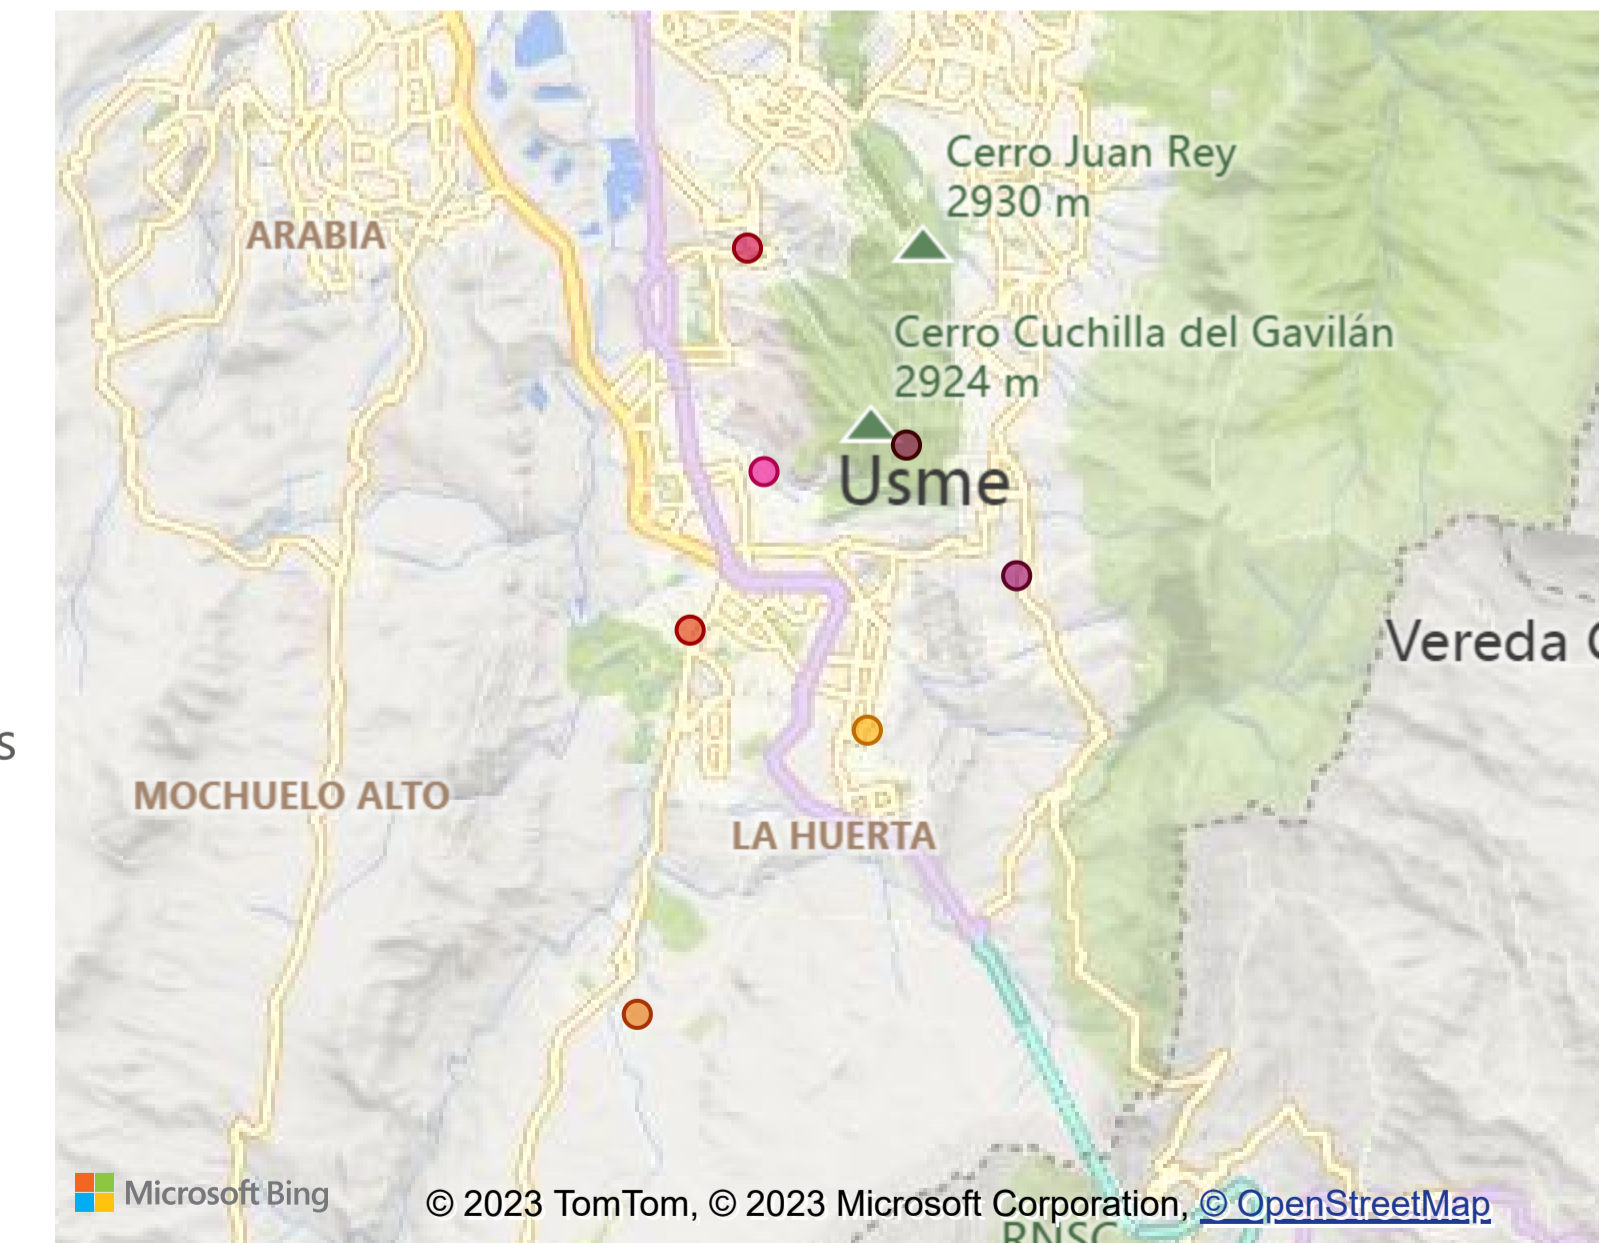 Cerro Juan Rey
2930 m
ARABIA
Cerro Cuchilla del Gavilán
2924 m
Usme
Vereda
s
MOCHUELO ALTO
LA HUERTA
Microsoft Bing
© 2023 TomTom, © 2023 Microsoft Corporation, © OpenStreetMap
RNSC